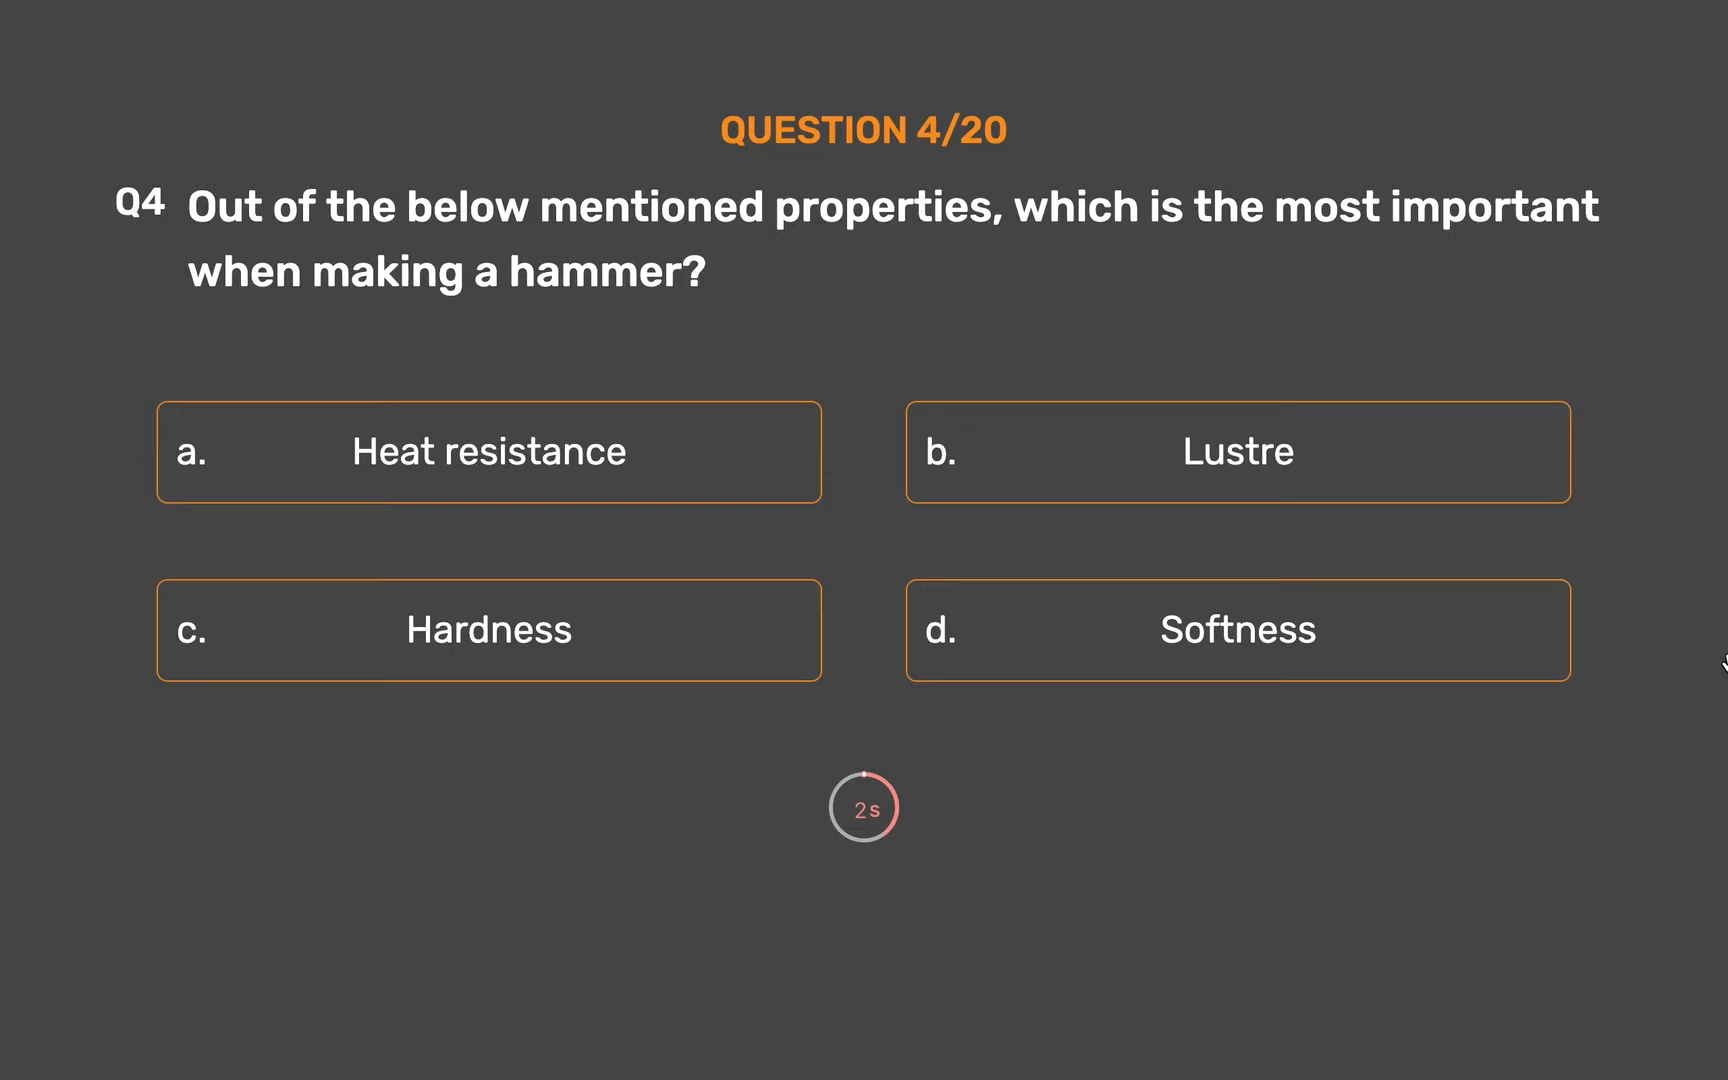 QUESTION 4/20
Q4 Out of the below mentioned properties, which is the most important
when making a hammer?
a. Heat resistance
b. Lustre
c. Hardness
d. Softness
2s